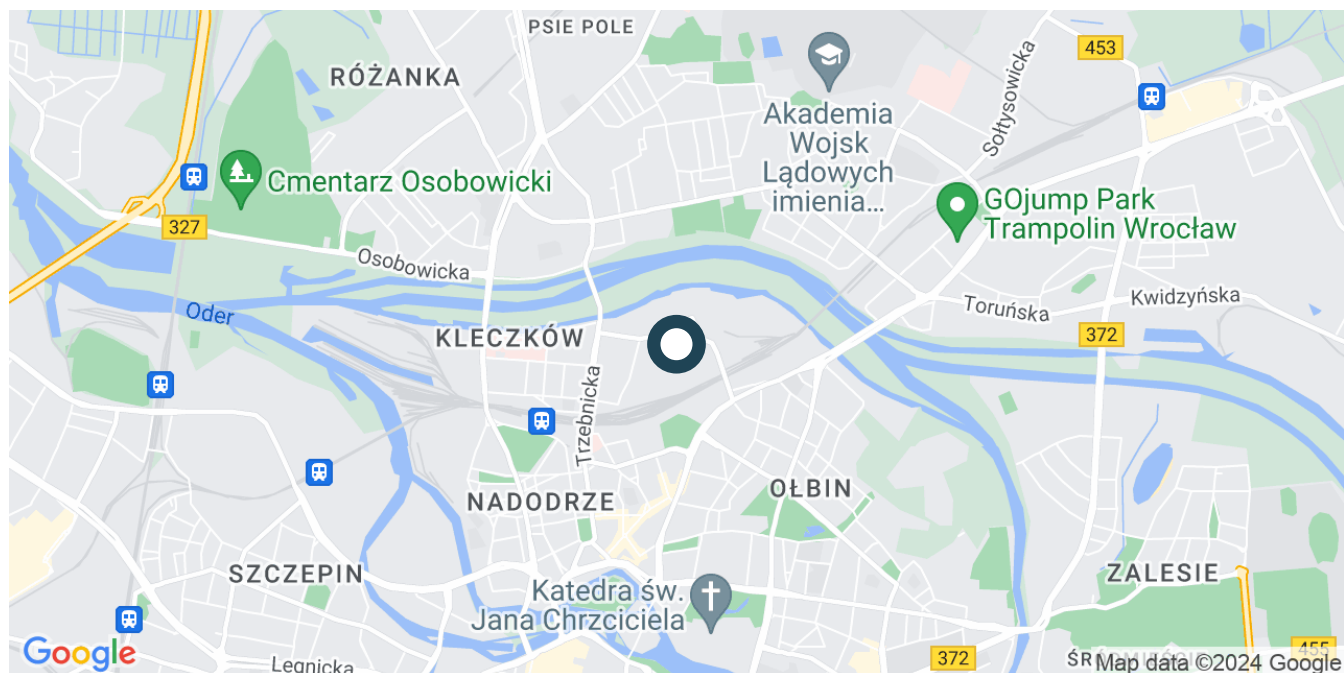 PSIE POLE
453
RÓŻANKA
Sołtysowicka
Akademia
Wojsk
Lądowych
imienia...
Cmentarz Osobowicki
GOjump Park
Trampolin Wrocław
327
Osobowicka
Kwidzyńska
Toruńska
Oder
KLECZKÓW
372
Trzebnicka
OŁBIN
NADODRZE
SZCZEPIN
ZALESIE
Katedra św.
Jana Chrzciciela
Google
Legnicka
372
455
Map data ©2024 Google